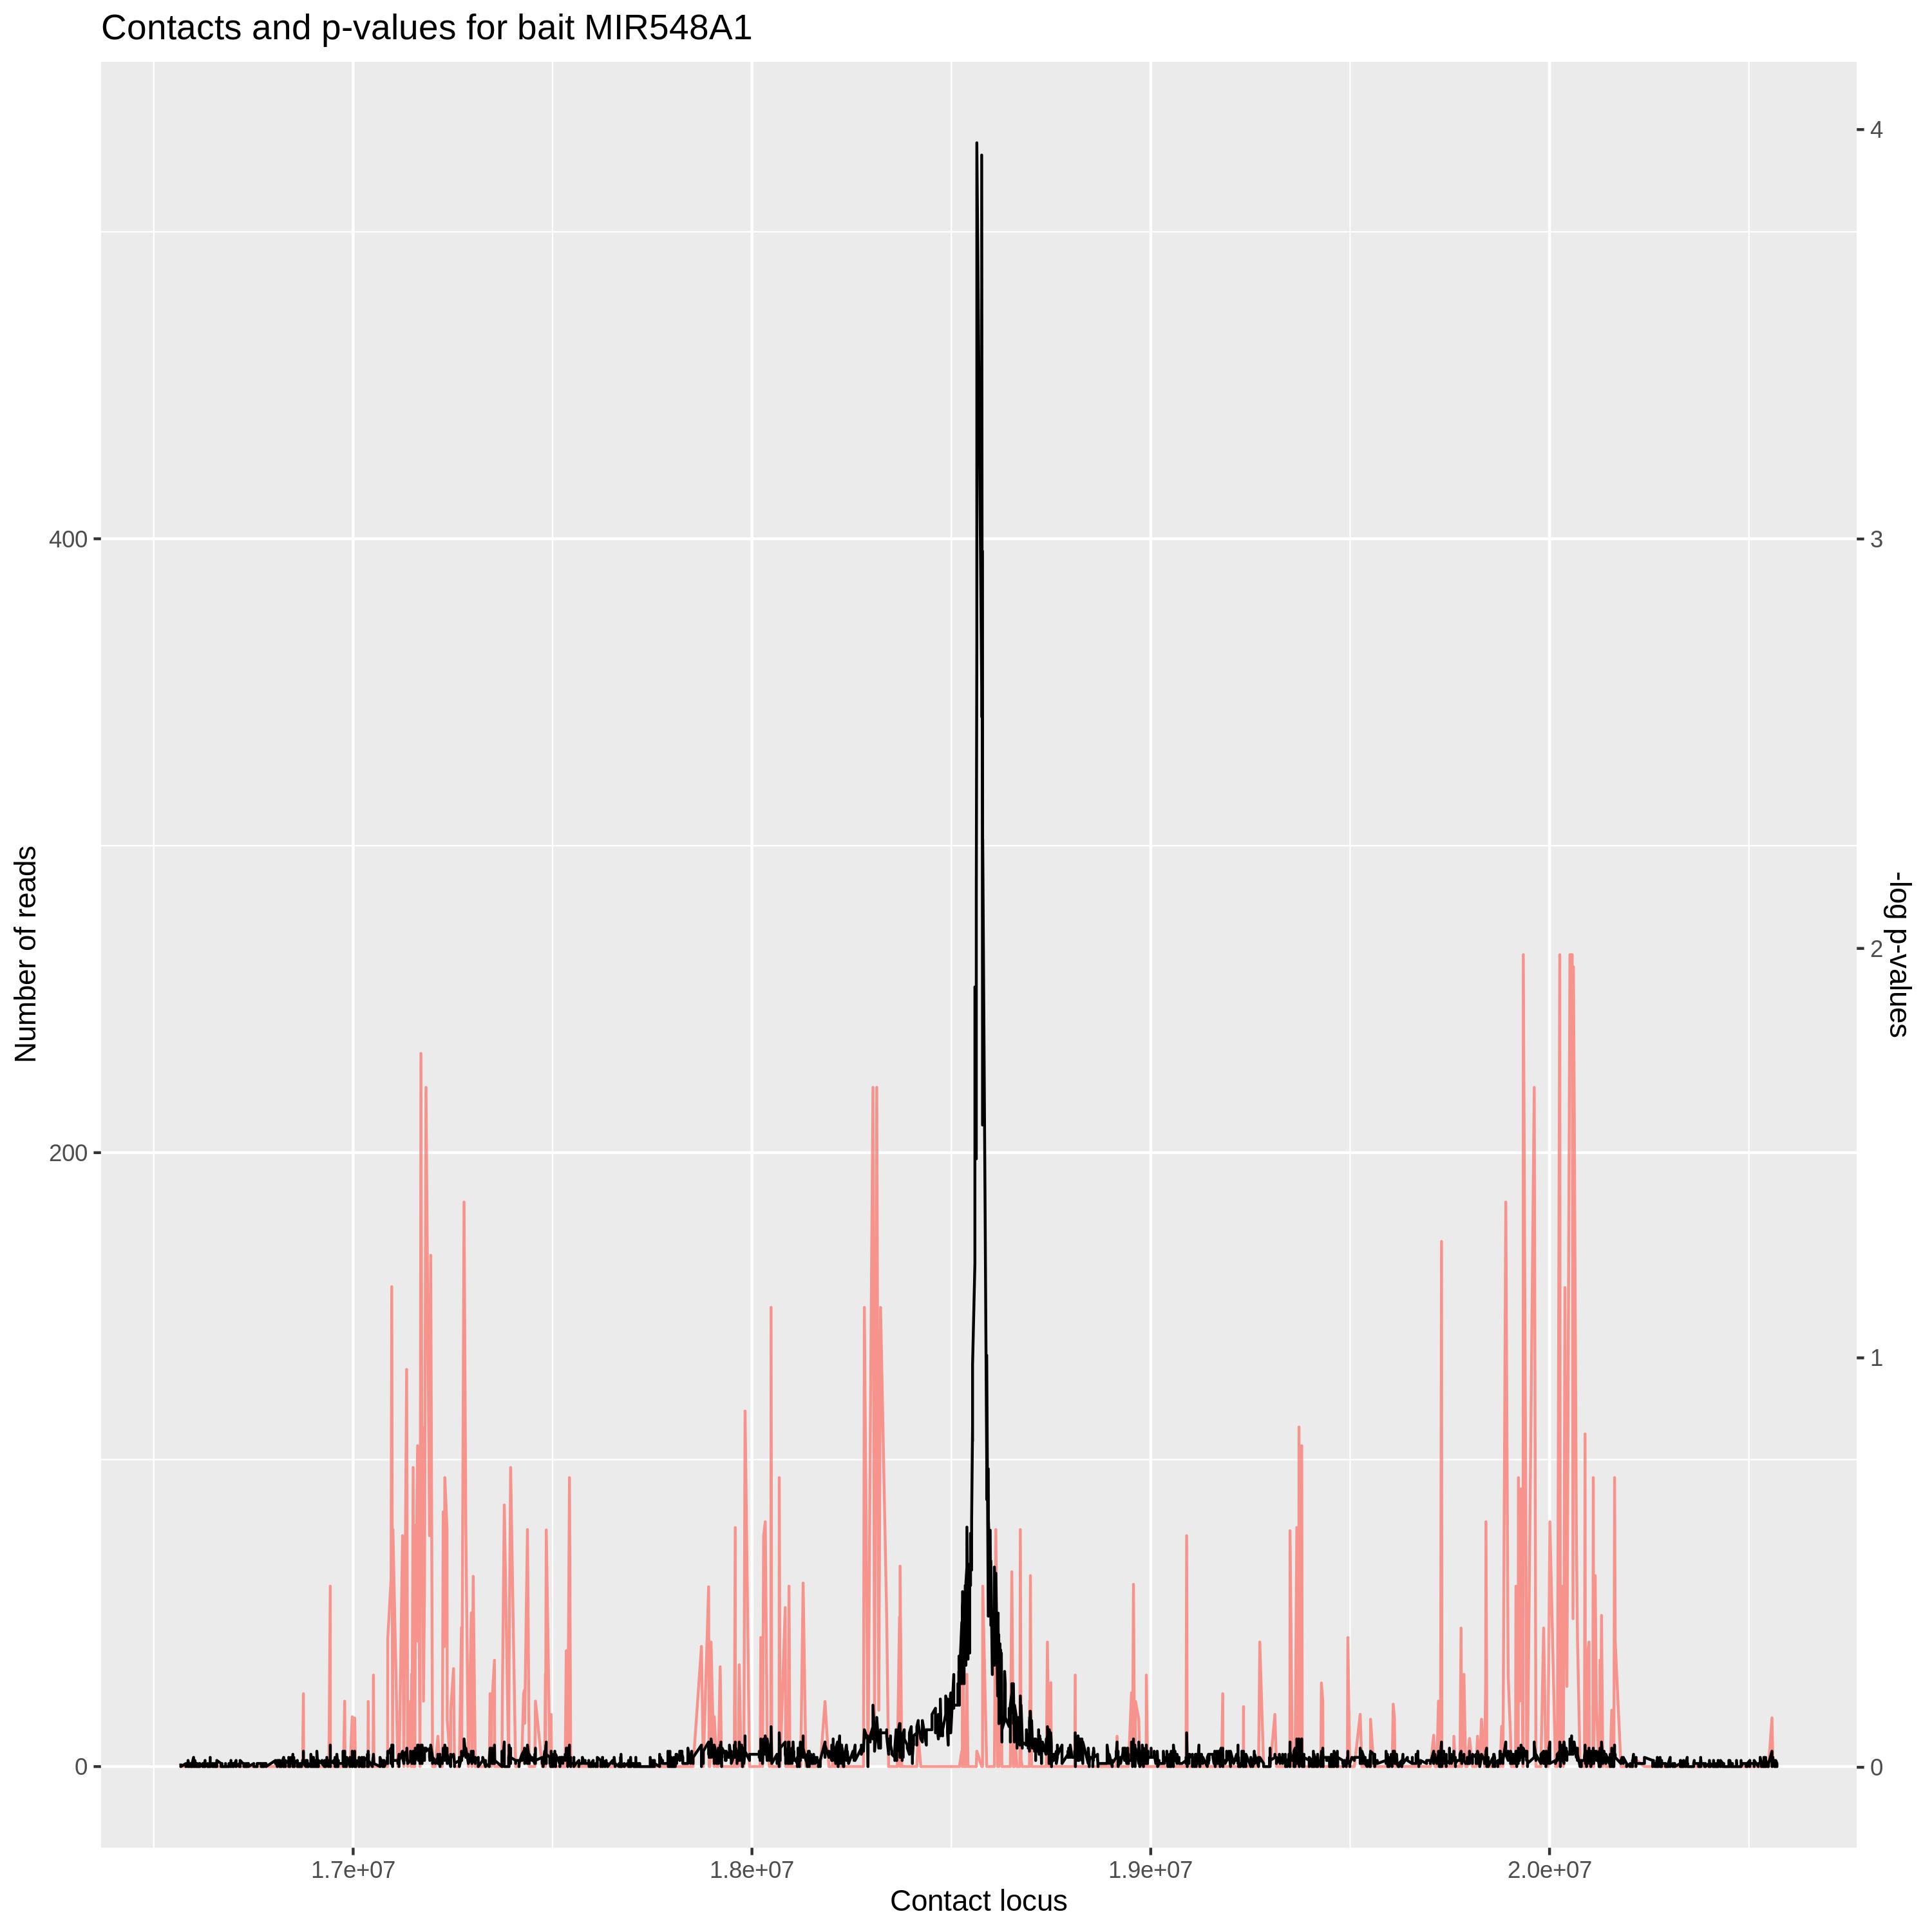 Contacts and p-values for bait MIR548A1
4
400
3
2
200
1
0
0
Number of reads
-log p-values
1.7e+07
1.8e+07
1.9e+07
2.0e+07
Contact locus